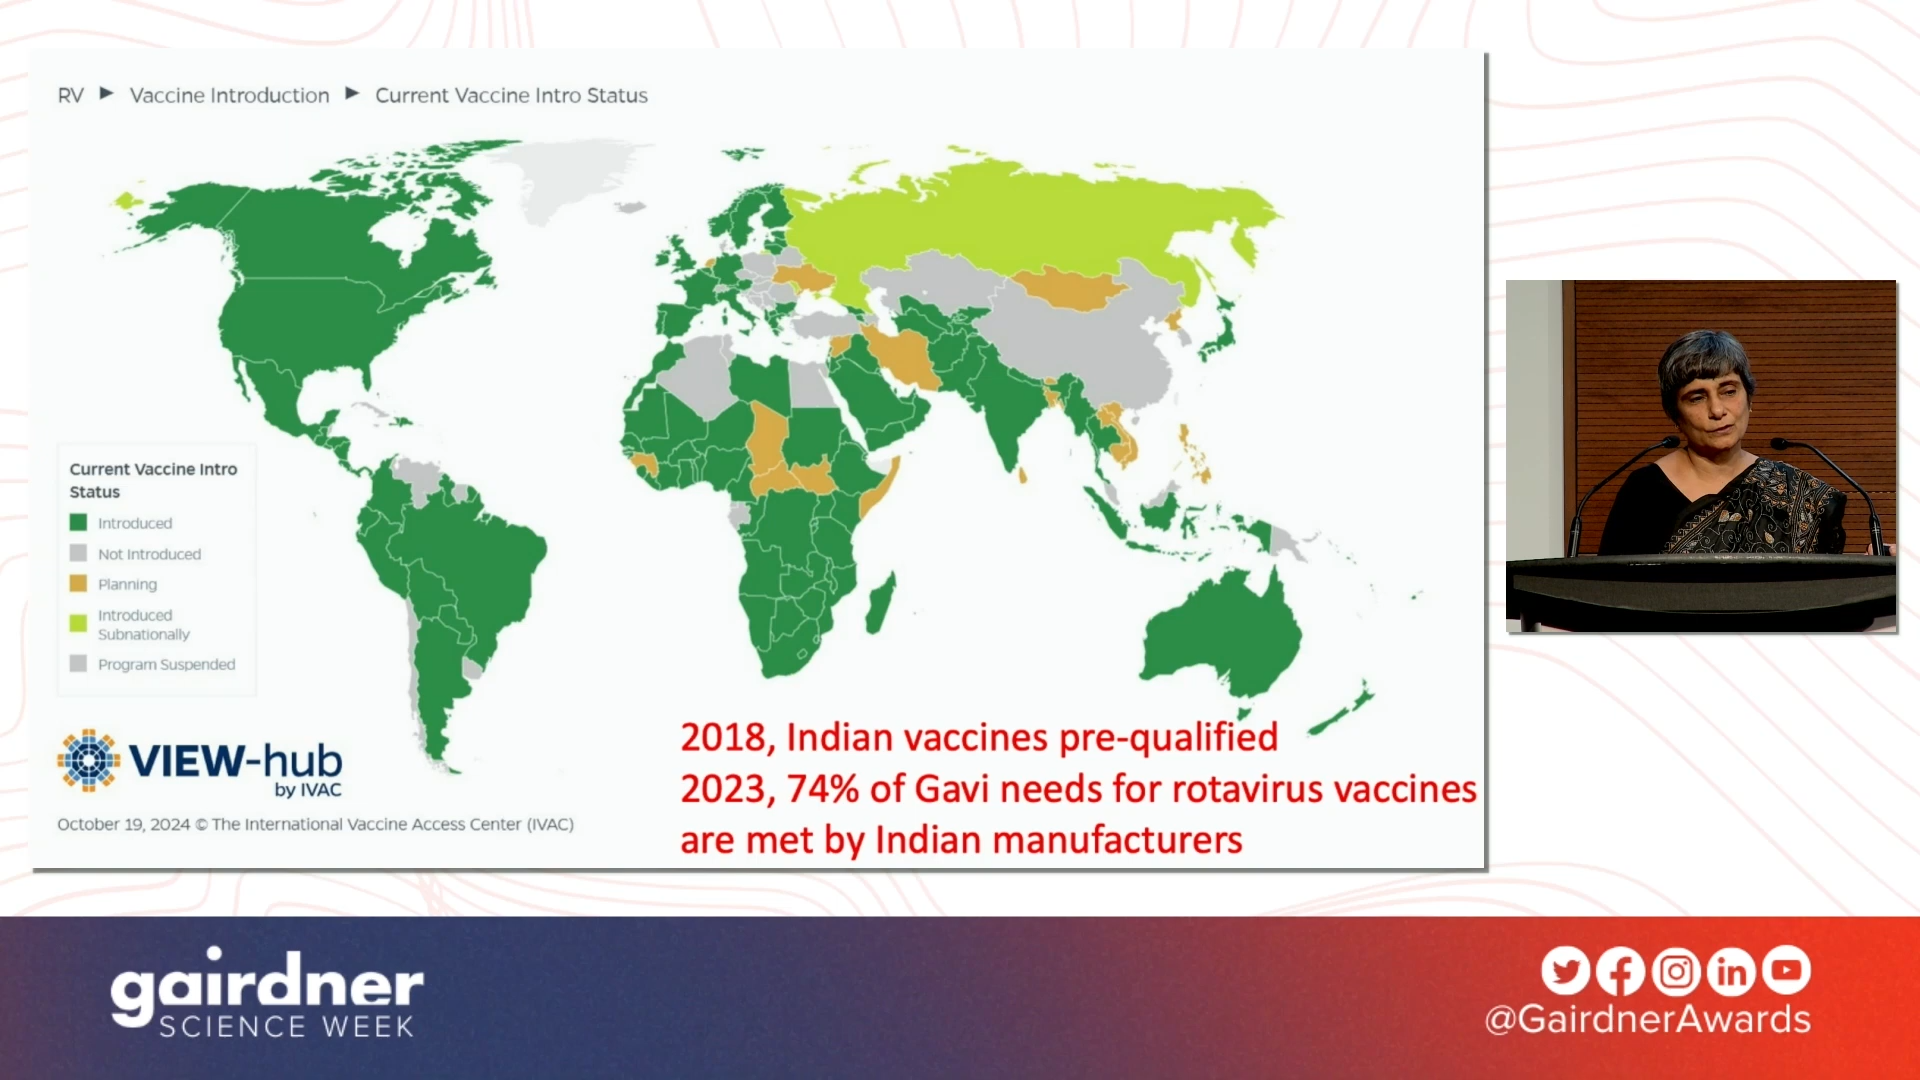 RV ▶ Vaccine Introduction ▶ Current Vaccine Intro Status
Current Vaccine Intro
Status
Introduced
Not Introduced
Planning
Introduced
Subnationally
Program Suspended
VIEW-hub
by IVAC
October 19, 2024 © The International Vaccine Access Center (IVAC)
2018, Indian vaccines pre-qualified
2023, 74% of Gavi needs for rotavirus vaccines
are met by Indian manufacturers
gairdner
SCIENCE WEEK
@GairdnerAwards